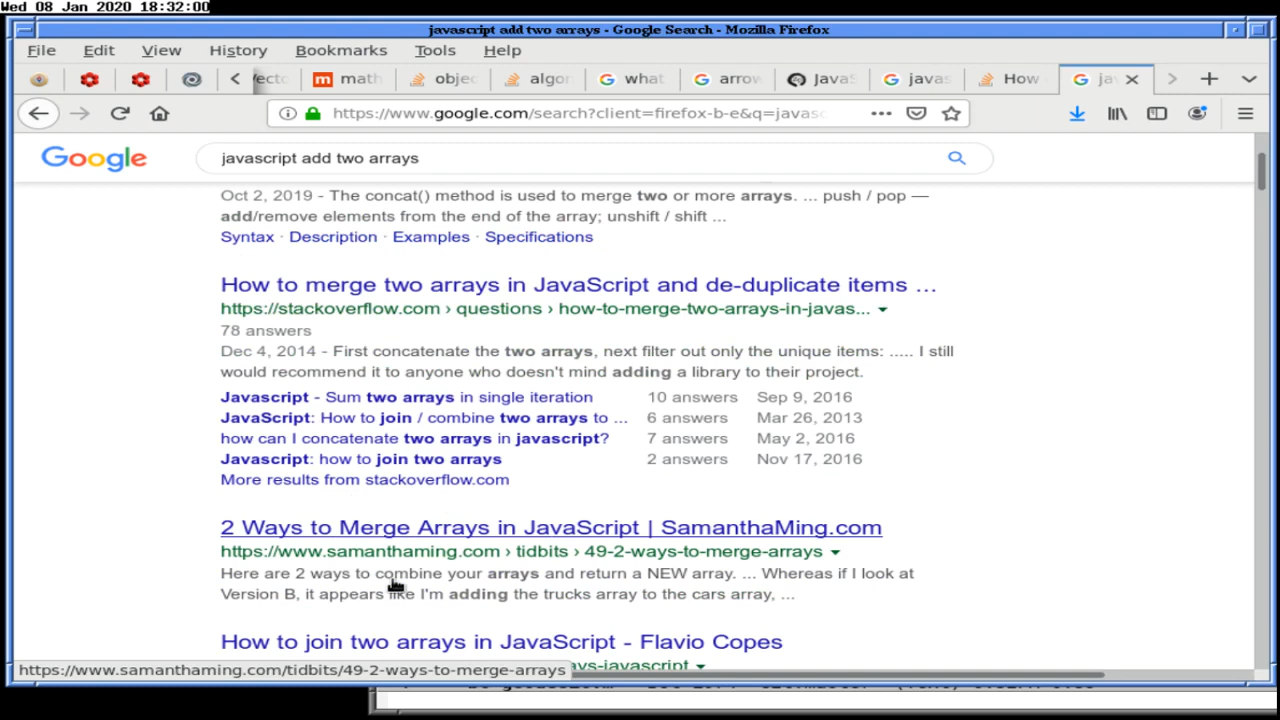 Wed 08 Jan 2020 18:32:00
javascript add two arrays - Google Search - Mozilla Firefox
File Edit View History Bookmarks Tools Help
math obje algor what arrow JavaS javas How jav
https://www.google.com/search?client=firefox-b-e&q=javasc
Google javascript add two arrays
Oct 2, 2019 - The concat() method is used to merge two or more arrays. ... push / pop —
add/remove elements from the end of the array; unshift / shift ...
Syntax · Description · Examples · Specifications
How to merge two arrays in JavaScript and de-duplicate items ...
https://stackoverflow.com › questions › how-to-merge-two-arrays-in-javas...
78 answers
Dec 4, 2014 - First concatenate the two arrays, next filter out only the unique items: ..... I still
would recommend it to anyone who doesn't mind adding a library to their project.
Javascript - Sum two arrays in single iteration 10 answers Sep 9, 2016
JavaScript: How to join / combine two arrays to ... 6 answers Mar 26, 2013
how can I concatenate two arrays in javascript? 7 answers May 2, 2016
Javascript: how to join two arrays 2 answers Nov 17, 2016
More results from stackoverflow.com
2 Ways to Merge Arrays in JavaScript | SamanthaMing.com
https://www.samanthaming.com › tidbits › 49-2-ways-to-merge-arrays
Here are 2 ways to combine your arrays and return a NEW array. ... Whereas if I look at
Version B, it appears like I'm adding the trucks array to the cars array, ...
How to join two arrays in JavaScript - Flavio Copes
ays-javascript
https://www.samanthaming.com/tidbits/49-2-ways-to-merge-arrays